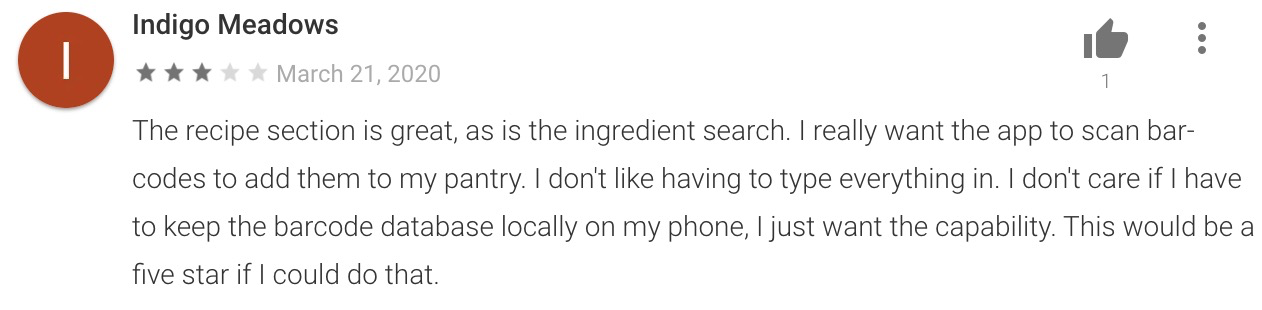 Indigo Meadows
I
March 21, 2020
1
The recipe section is great, as is the ingredient search. I really want the app to scan bar-
codes to add them to my pantry. I don't like having to type everything in. I don't care if I have
to keep the barcode database locally on my phone, I just want the capability. This would be a
five star if I could do that.